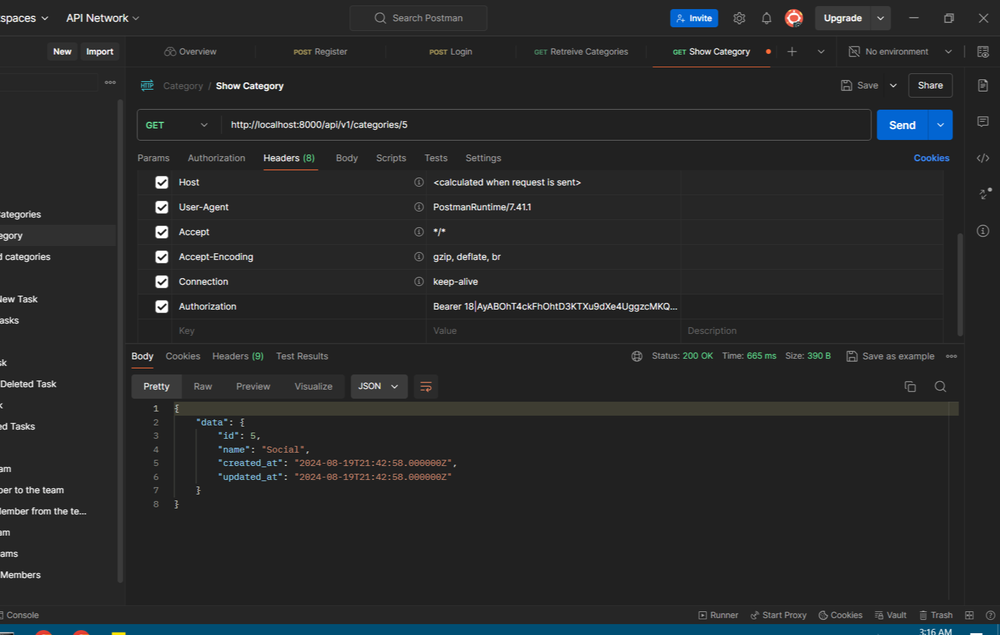 spaces API Network Search Postman Invite Upgrade
New Import Overview POST Register POST Login GET Retreive Categories GET Show Category No environment
HTTP Category / Show Category Save Share
GET http://localhost:8000/api/v1/categories/5 Send
Params Authorization Headers (8) Body Scripts Tests Settings Cookies
Host <calculated when request is sent>
User-Agent PostmanRuntime/7.41.1
Accept */*
Accept-Encoding gzip, deflate, br
Connection keep-alive
Authorization Bearer 18|AyABOhT4ckFhOhtD3KTXu9dXe4UggzcMKQ...
Key Value Description
ategories
egory
d categories
New Task
asks
sk
Deleted Task
k
ed Tasks
am
ber to the team
lember from the te...
am
ams
Members
Body Cookies Headers (9) Test Results Status: 200 OK Time: 665 ms Size: 390 B Save as example
Pretty Raw Preview Visualize JSON
1 {
2 "data": {
3 "id": 5,
4 "name": "Social",
5 "created_at": "2024-08-19T21:42:58.000000Z",
6 "updated_at": "2024-08-19T21:42:58.000000Z"
7 }
8 }
Console Runner Start Proxy Cookies Vault Trash
3:16 AM